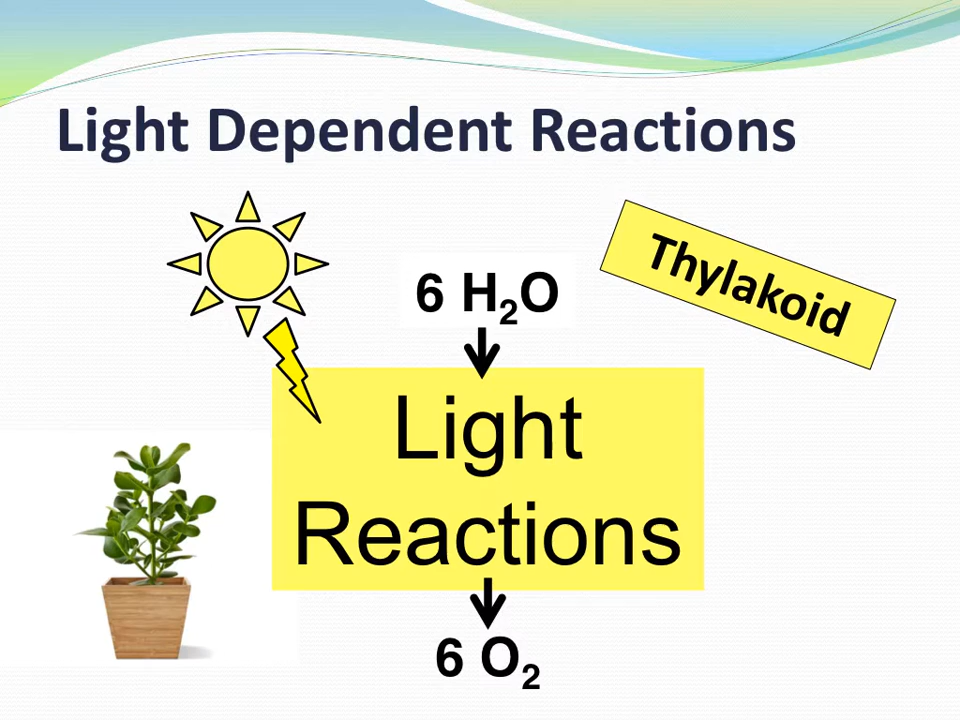 Light Dependent Reactions
Thylakoid
6 H₂O
Light
Reactions
6 O₂